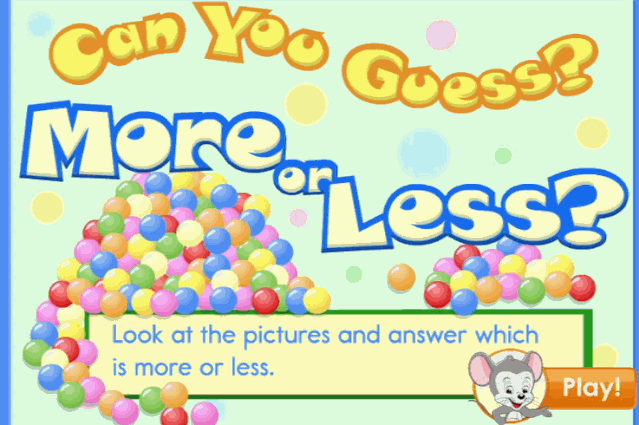 Can You Guess?
More or Less?
Look at the pictures and answer which
is more or less.
Play!